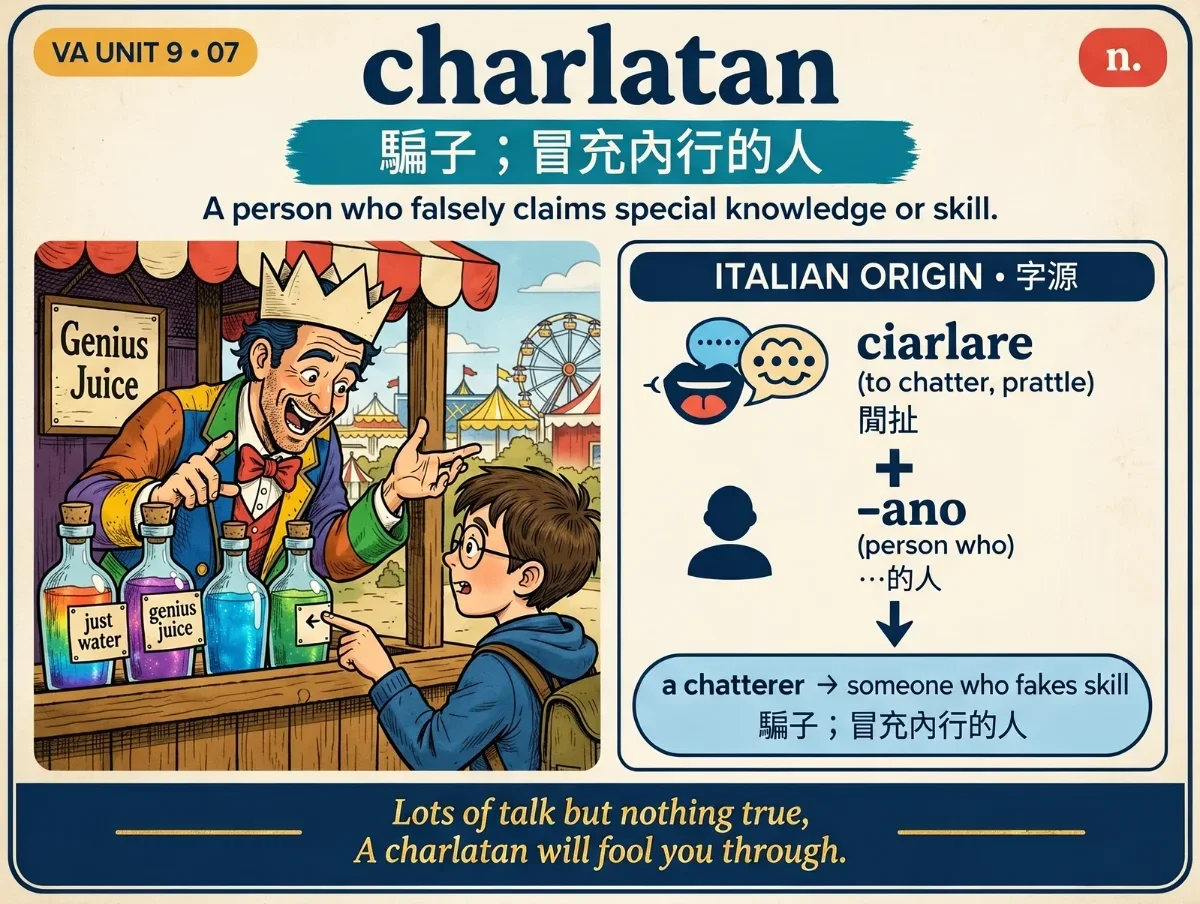 VA UNIT 9 • 07
charlatan
n.
騙子；冒充內行的人
A person who falsely claims special knowledge or skill.
Genius
Juice
just
water
genius
juice
←
ITALIAN ORIGIN • 字源
ciarlare
(to chatter, prattle)
閒扯
+
–ano
(person who)
…的人
a chatterer → someone who fakes skill
騙子；冒充內行的人
Lots of talk but nothing true,
A charlatan will fool you through.